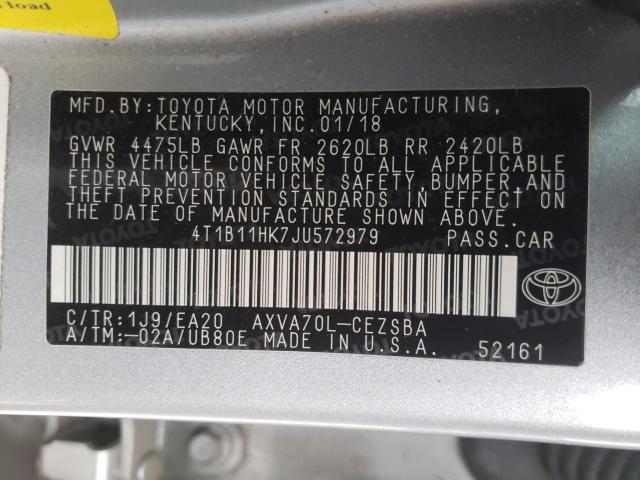 load
MFD.BY:TOYOTA MOTOR MANUFACTURING,
KENTUCKY,INC.01/18
GVWR 4475LB GAWR FR 2620LB RR 2420LB
THIS VEHICLE CONFORMS TO ALL APPLICABLE
FEDERAL MOTOR VEHICLE SAFETY,BUMPER,AND
THEFT PREVENTION STANDARDS IN EFFECT ON
THE DATE OF MANUFACTURE SHOWN ABOVE.
4T1B11HK7JU572979 PASS.CAR
C/TR:1J9/EA20 AXVA70L-CEZSBA
A/TM:-02A/UB80E MADE IN U.S.A. 52161
TOYOTA